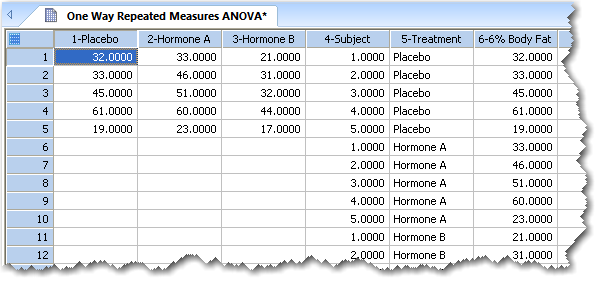 One Way Repeated Measures ANOVA*
1-Placebo 2-Hormone A 3-Hormone B 4-Subject 5-Treatment 6-6% Body Fat
1 32.0000 33.0000 21.0000 1.0000 Placebo 32.0000
2 33.0000 46.0000 31.0000 2.0000 Placebo 33.0000
3 45.0000 51.0000 32.0000 3.0000 Placebo 45.0000
4 61.0000 60.0000 44.0000 4.0000 Placebo 61.0000
5 19.0000 23.0000 17.0000 5.0000 Placebo 19.0000
6 1.0000 Hormone A 33.0000
7 2.0000 Hormone A 46.0000
8 3.0000 Hormone A 51.0000
9 4.0000 Hormone A 60.0000
10 5.0000 Hormone A 23.0000
11 1.0000 Hormone B 21.0000
12 2.0000 Hormone B 31.0000